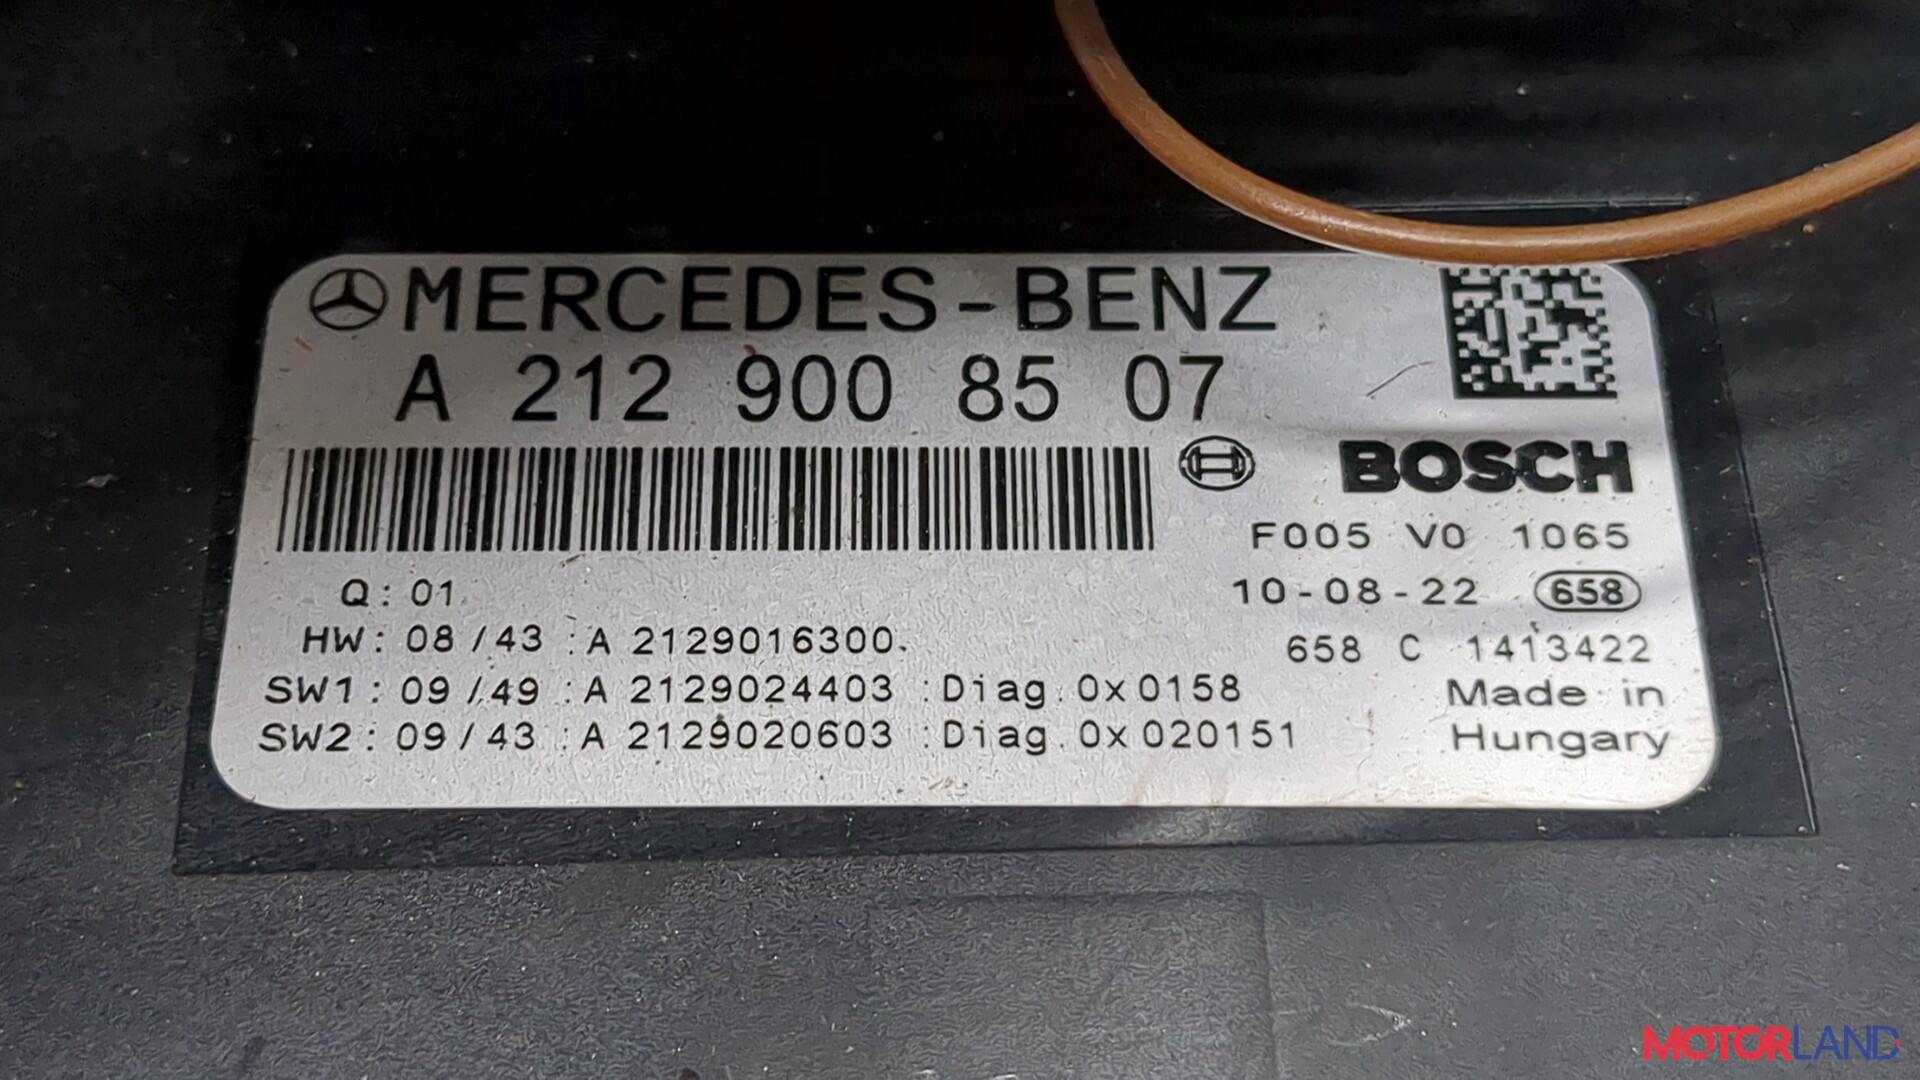 MERCEDES-BENZ
A 212 900 85 07
BOSCH
F005 V0 1065
Q: 01
10-08-22 658
HW: 08/43 :A 2129016300.
658 C 1413422
SW1: 09/49 :A 2129024403 :Diag.0x0158
Made in
SW2: 09/43 :A 2129020603 :Diag.0x020151
Hungary
MOTORLAND